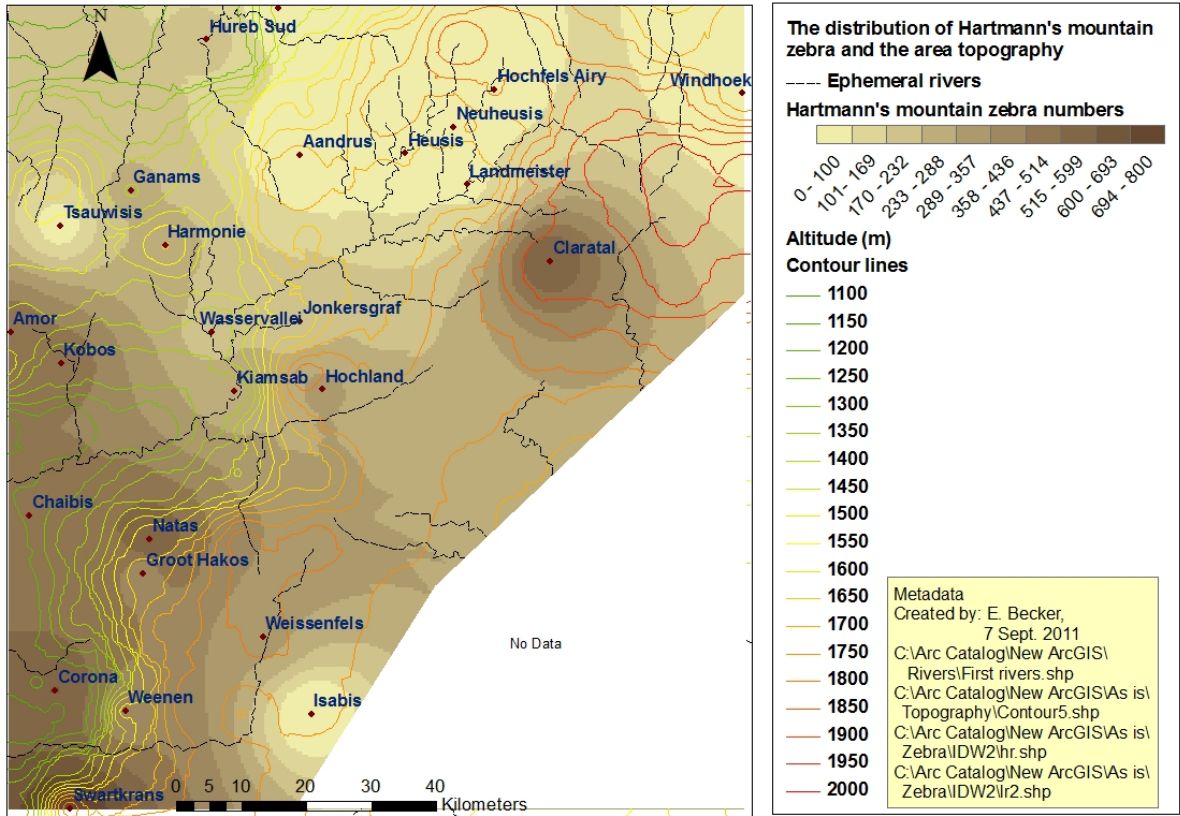 N
Hureb Sud
Hochfels Airy
Windhoek
Neuheusis
Aandrus
Heusis
Landmeister
Ganams
Tsauwisis
Harmonie
Claratal
Jonkersgraf
Amor
Wasservallei
Kobos
Kiamsab
Hochland
Chaibis
Natas
Groot Hakos
Weissenfels
No Data
Corona
Weenen
Isabis
Swartkrans
0 5 10 20 30 40
Kilometers
The distribution of Hartmann's mountain
zebra and the area topography
Ephemeral rivers
Hartmann's mountain zebra numbers
0 - 100
101- 169
170 - 232
233 - 288
289 - 357
358 - 436
437 - 514
515 - 599
600 - 693
694 - 800
Altitude (m)
Contour lines
1100
1150
1200
1250
1300
1350
1400
1450
1500
1550
1600
1650
1700
1750
1800
1850
1900
1950
2000
Metadata
Created by: E. Becker,
7 Sept. 2011
C:\Arc Catalog\New ArcGIS\
Rivers\First rivers.shp
C:\Arc Catalog\New ArcGIS\As is\
Topography\Contour5.shp
C:\Arc Catalog\New ArcGIS\As is\
Zebra\IDW2\hr.shp
C:\Arc Catalog\New ArcGIS\As is\
Zebra\IDW2\lr2.shp